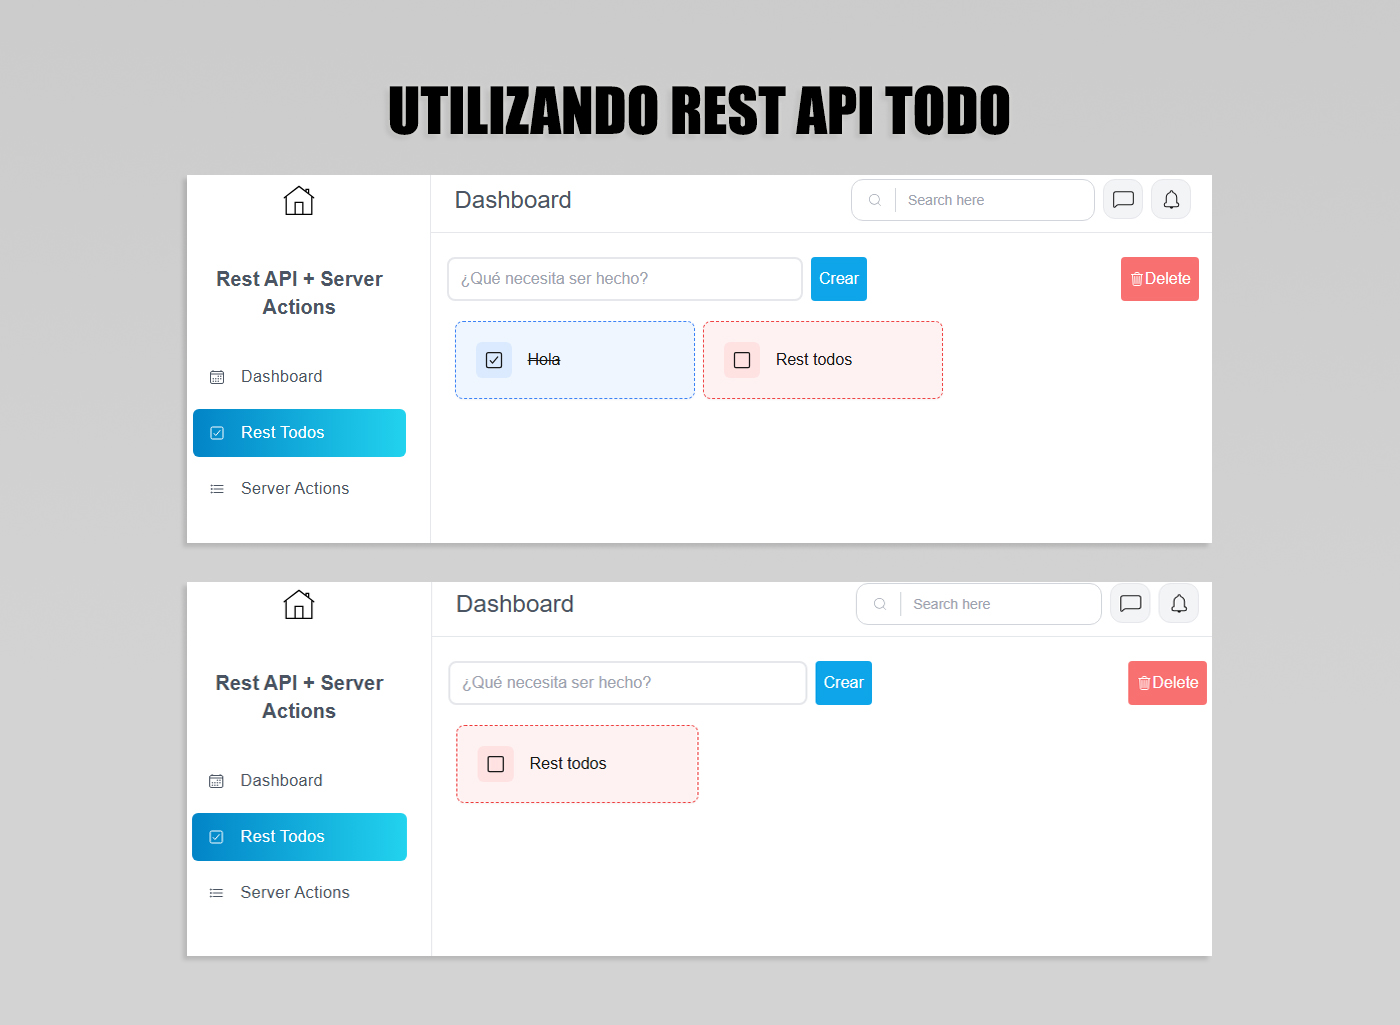 UTILIZANDO REST API TODO
Dashboard
Search here
Rest API + Server
Actions
¿Qué necesita ser hecho?
Crear
Delete
Hola
Rest todos
Dashboard
Rest Todos
Server Actions
Dashboard
Search here
Rest API + Server
Actions
¿Qué necesita ser hecho?
Crear
Delete
Rest todos
Dashboard
Rest Todos
Server Actions